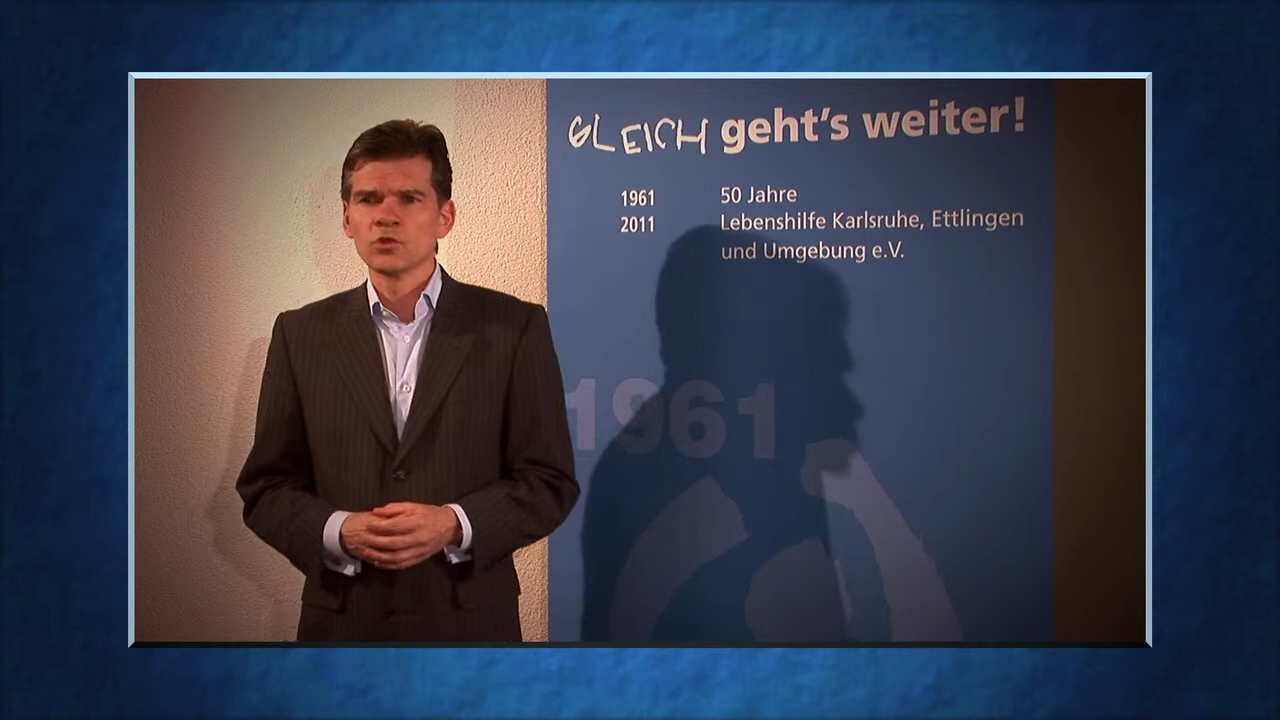 GLEICH geht's weiter!
1961 50 Jahre
2011 Lebenshilfe Karlsruhe, Ettlingen
und Umgebung e.V.
1961